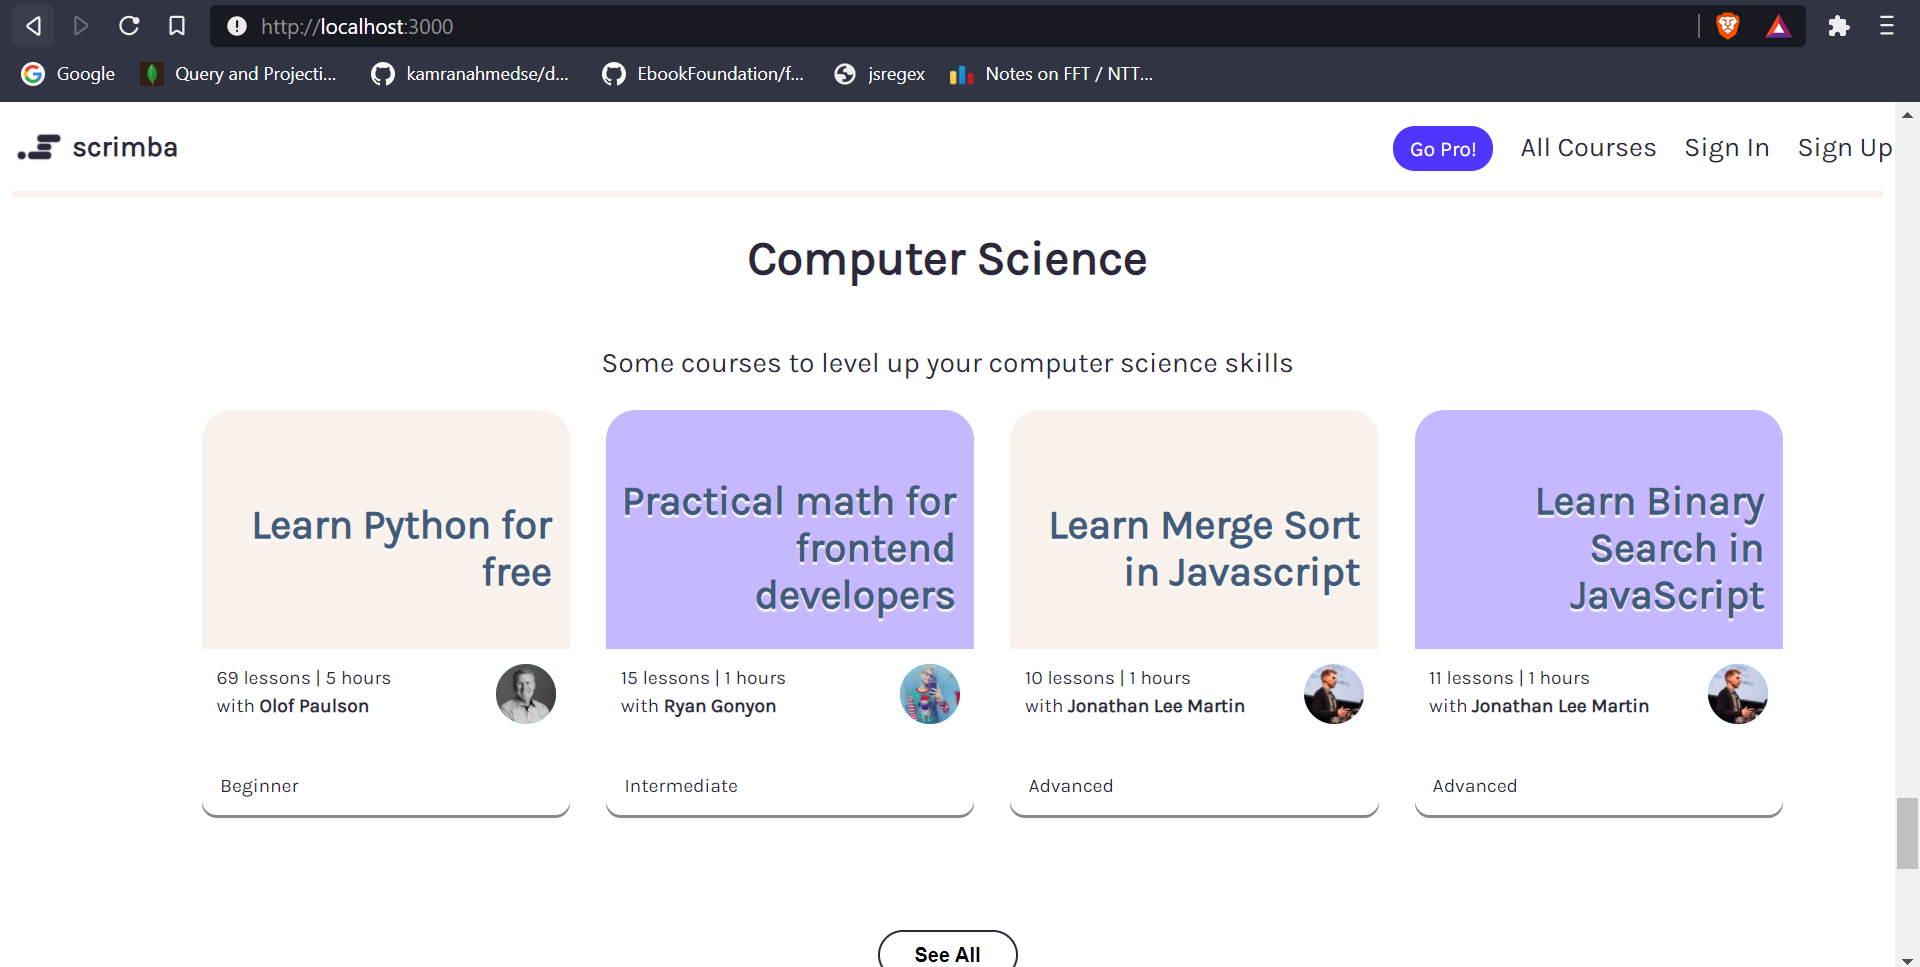 http://localhost:3000
Google
Query and Projecti...
kamranahmedse/d...
EbookFoundation/f...
jsregex
Notes on FFT / NTT...
scrimba
Go Pro!
All Courses
Sign In
Sign Up
Computer Science
Some courses to level up your computer science skills
Learn Python for
free
69 lessons | 5 hours
with Olof Paulson
Beginner
Practical math for
frontend
developers
15 lessons | 1 hours
with Ryan Gonyon
Intermediate
Learn Merge Sort
in Javascript
10 lessons | 1 hours
with Jonathan Lee Martin
Advanced
Learn Binary
Search in
JavaScript
11 lessons | 1 hours
with Jonathan Lee Martin
Advanced
See All